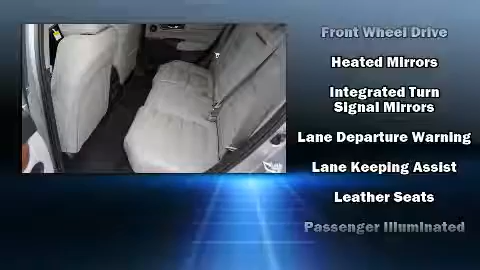 Front Wheel Drive
Heated Mirrors
Integrated Turn
Signal Mirrors
Lane Departure Warning
Lane Keeping Assist
Leather Seats
Passenger Illuminated